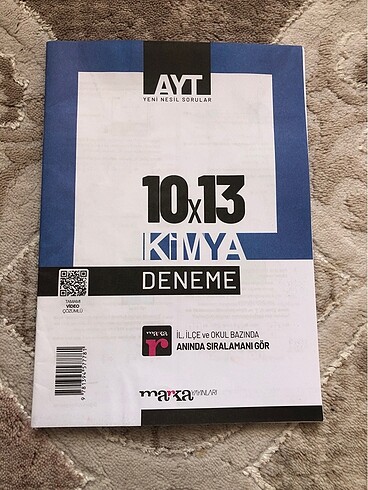 AYT
YENİ NESİL SORULAR
10x13
KİMYA
DENEME
TAMAMI
VİDEO
ÇÖZÜMLÜ
marka
r
İL, İLÇE ve OKUL BAZINDA
ANINDA SIRALAMANI GÖR
marka YAYINLARI